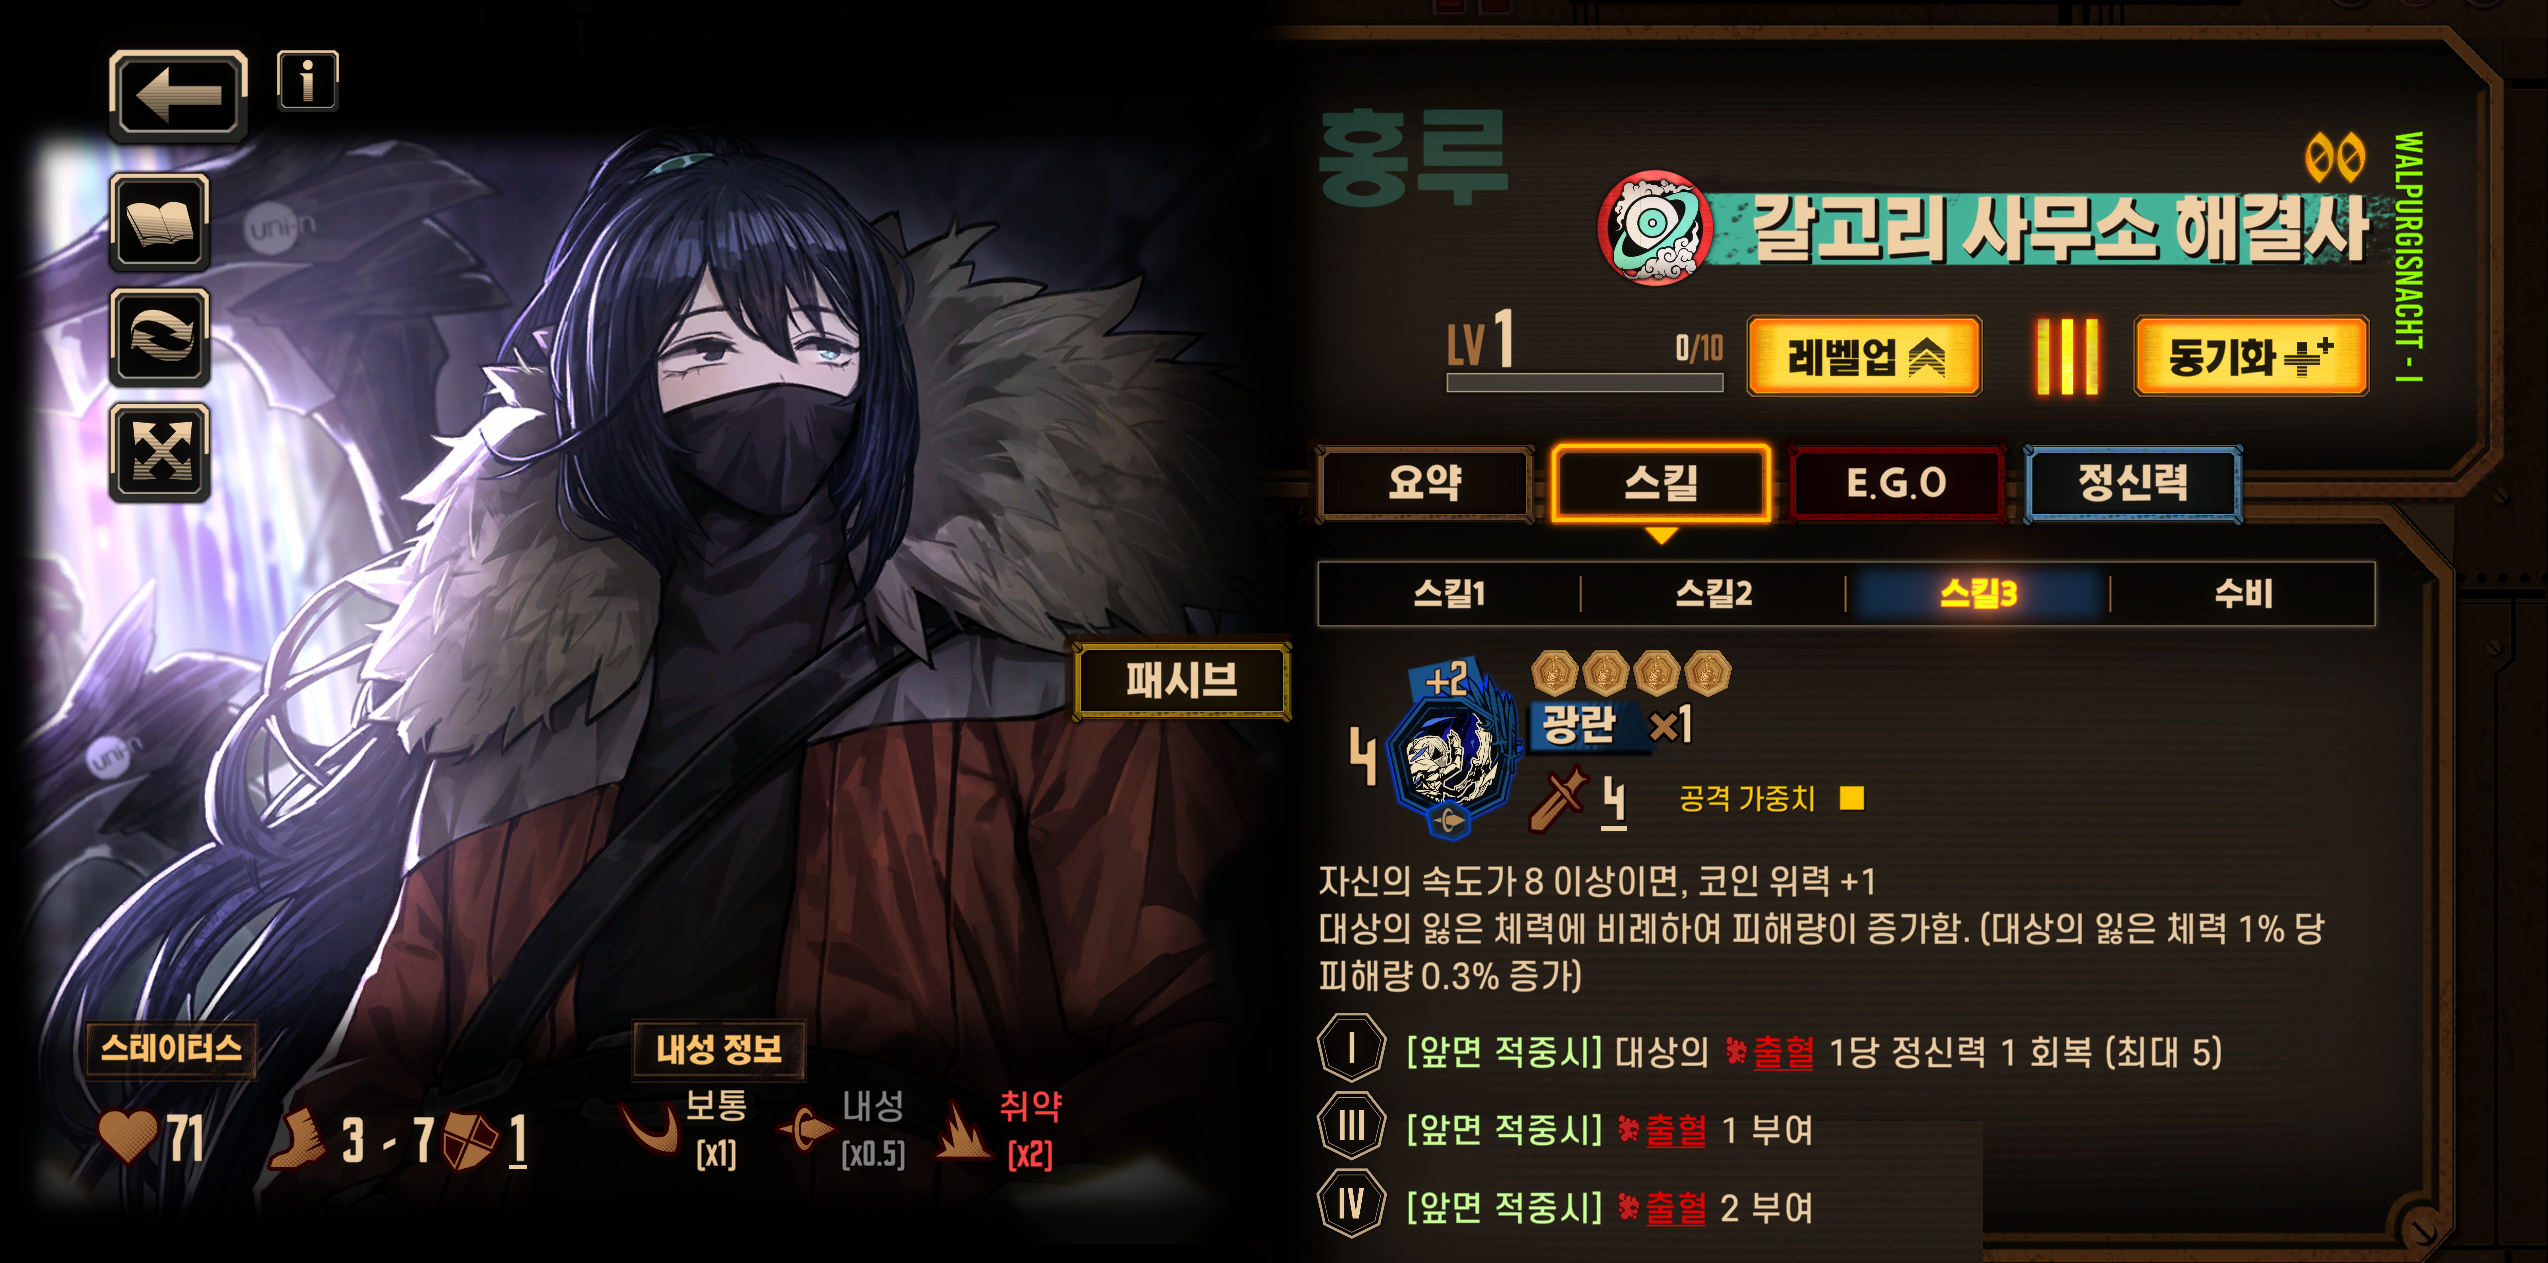 i
홍루
갈고리 사무소 해결사
WALPURGISNACHT - I
LV 1
0/10
레벨업
III
동기화
요약
스킬
E.G.O
정신력
스킬1
스킬2
스킬3
수비
uni-n
uni-n
패시브
+2
4
광란 ×1
4
공격 가중치
자신의 속도가 8 이상이면, 코인 위력 +1
대상의 잃은 체력에 비례하여 피해량이 증가함. (대상의 잃은 체력 1% 당
피해량 0.3% 증가)
I [앞면 적중시] 대상의 출혈 1당 정신력 1 회복 (최대 5)
III [앞면 적중시] 출혈 1 부여
IV [앞면 적중시] 출혈 2 부여
스테이터스
71
3 - 7
1
내성 정보
보통
[x1]
내성
[x0.5]
취약
[x2]